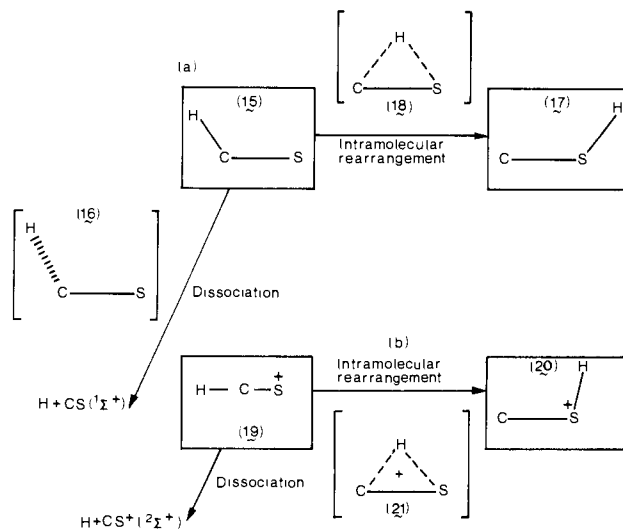 (a)
H
(18)
C S
(15)
H
C S
Intramolecular
rearrangement
(17)
H
C S
(16)
H
C S
Dissociation
H + CS (¹Σ⁺)
(b)
Intramolecular
rearrangement
H — C — S
+
(19)
(20)
H
C S
+
Dissociation
H
+
C S
(21)
H + CS⁺ (²Σ⁺)